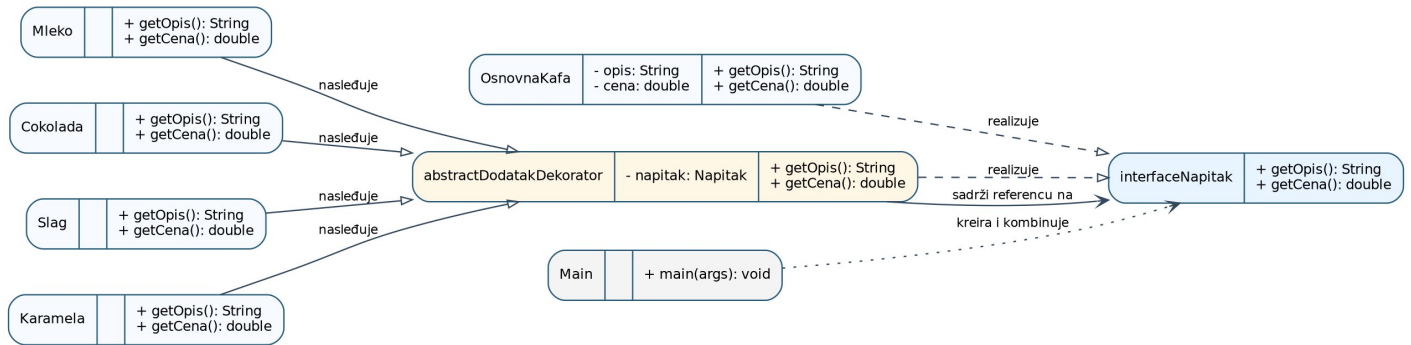 Mleko
+ getOpis(): String
+ getCena(): double
nasleđuje
OsnovnaKafa
- opis: String
- cena: double
+ getOpis(): String
+ getCena(): double
realizuje
Cokolada
+ getOpis(): String
+ getCena(): double
nasleđuje
abstractDodatakDekorator
- napitak: Napitak
+ getOpis(): String
+ getCena(): double
realizuje
sadrži referencu na
interfaceNapitak
+ getOpis(): String
+ getCena(): double
Slag
+ getOpis(): String
+ getCena(): double
nasleđuje
kreira i kombinuje
nasleđuje
Main
+ main(args): void
Karamela
+ getOpis(): String
+ getCena(): double